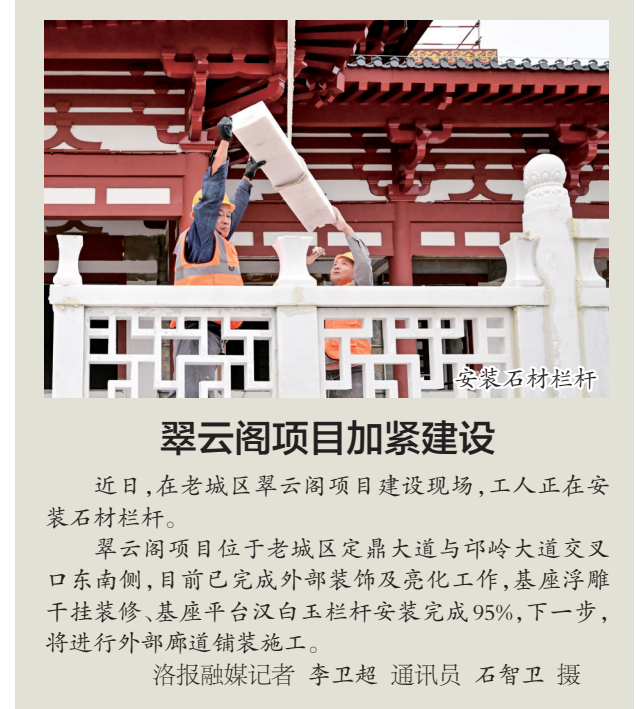 安装石材栏杆
翠云阁项目加紧建设
近日,在老城区翠云阁项目建设现场,工人正在安
装石材栏杆。
翠云阁项目位于老城区定鼎大道与邙岭大道交叉
口东南侧,目前已完成外部装饰及亮化工作,基座浮雕
干挂装修、基座平台汉白玉栏杆安装完成95%,下一步,
将进行外部廊道铺装施工。
洛报融媒记者 李卫超 通讯员 石智卫 摄